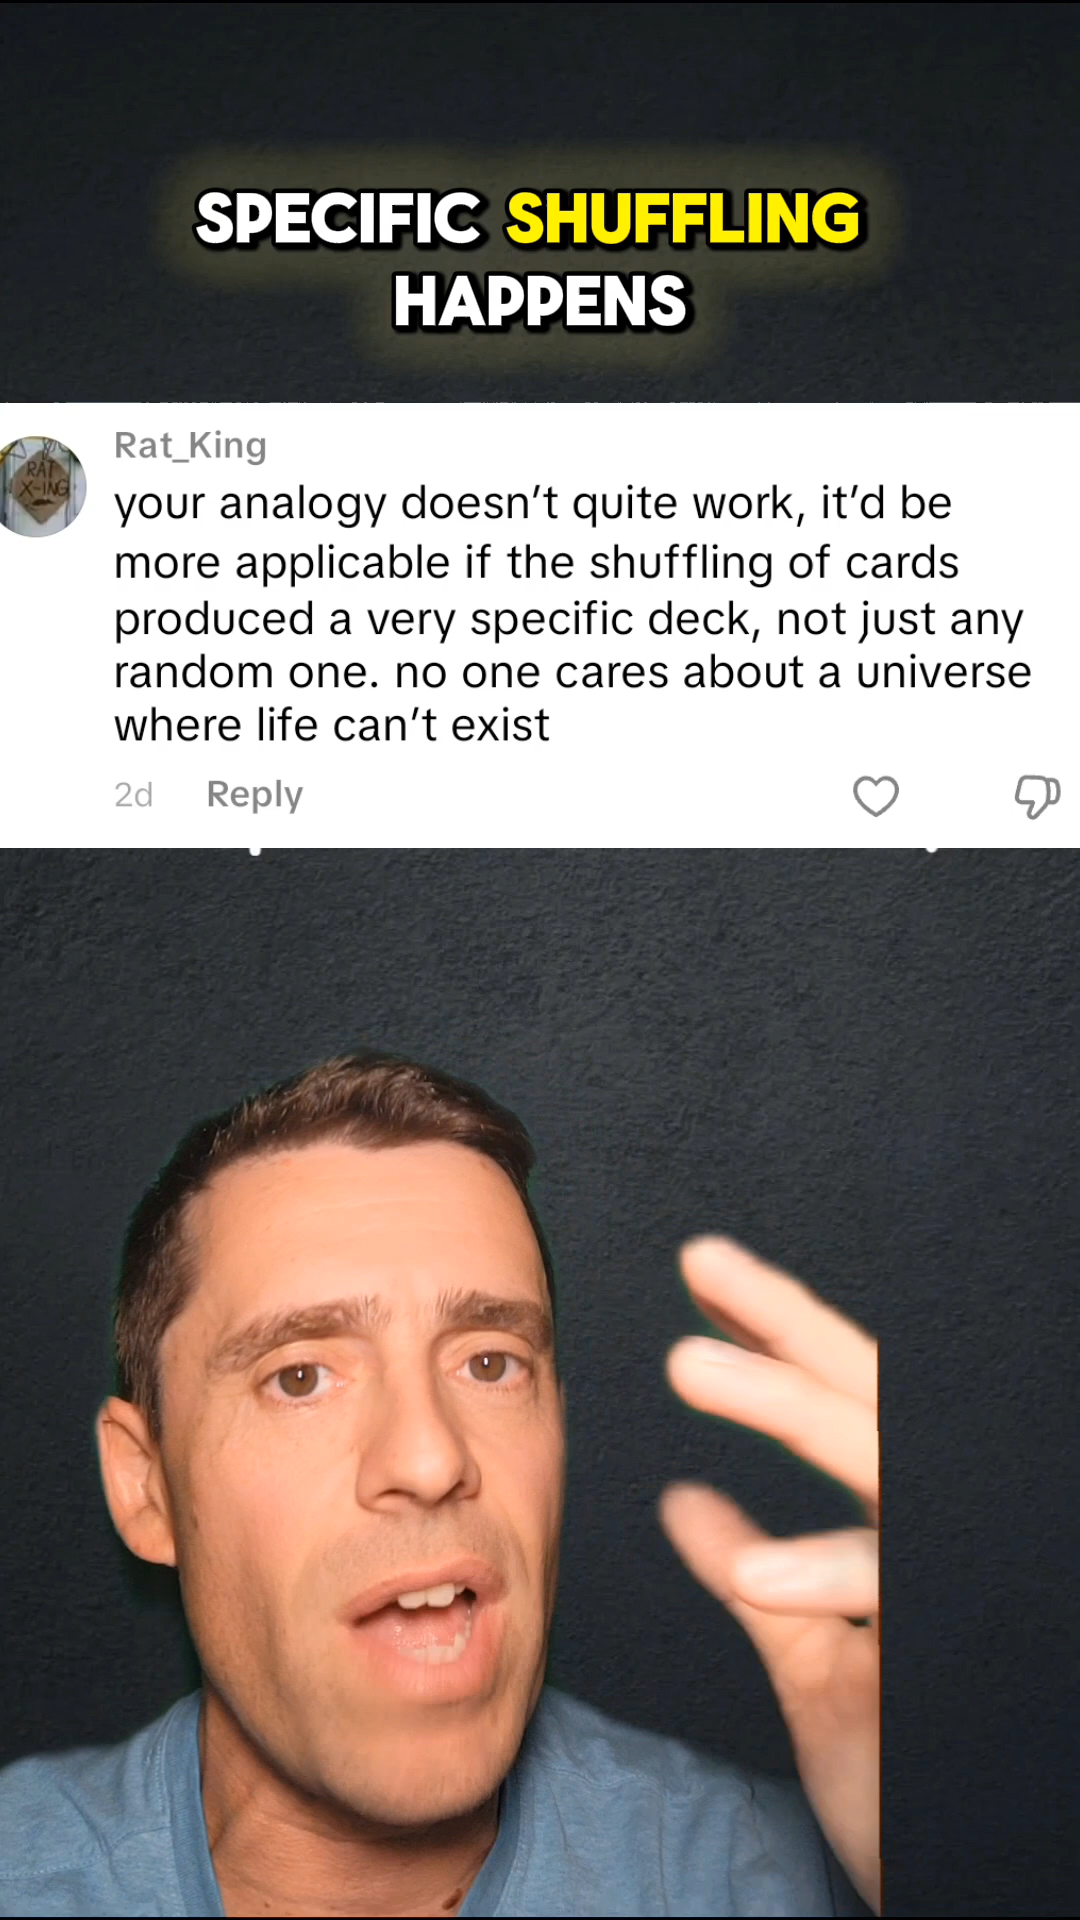 SPECIFIC SHUFFLING
HAPPENS
Rat_King
RAT
X-ING
your analogy doesn't quite work, it'd be
more applicable if the shuffling of cards
produced a very specific deck, not just any
random one. no one cares about a universe
where life can't exist
2d Reply